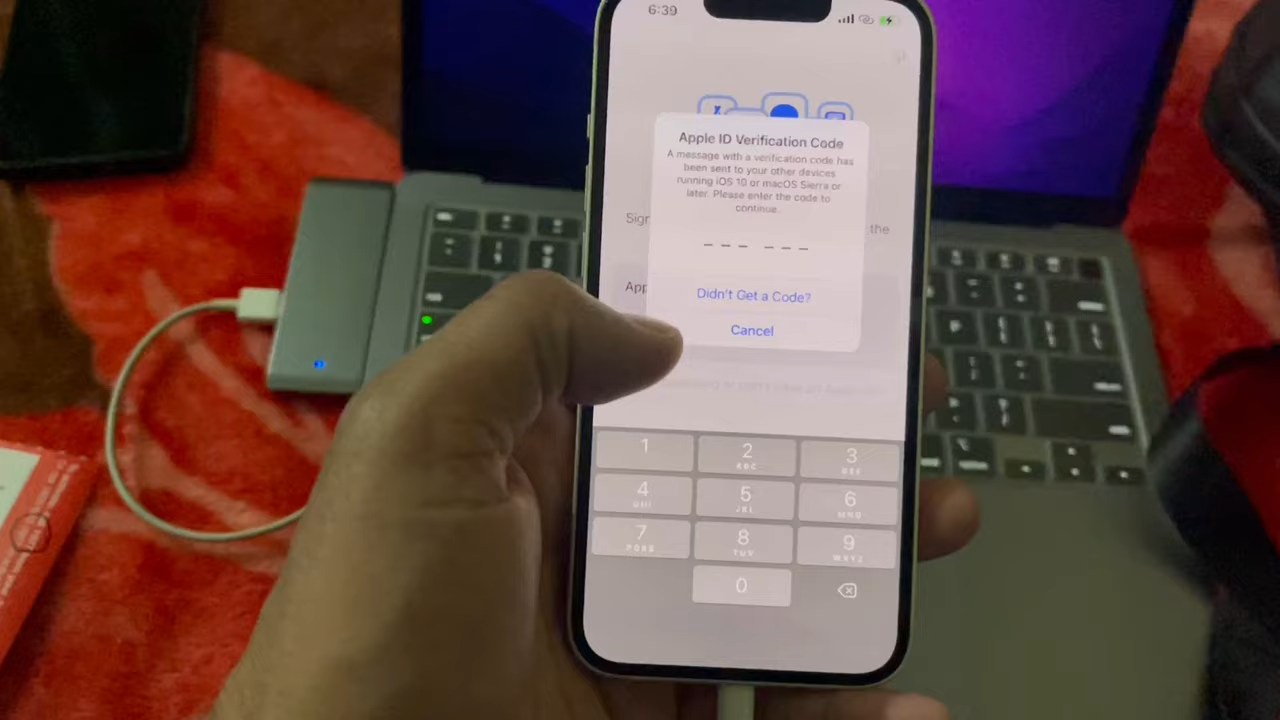 6:39
Apple ID Verification Code
A message with a verification code has
been sent to your other devices
running iOS 10 or macOS Sierra or
later. Please enter the code to
continue.
Sign
the
App
Didn't Get a Code?
Cancel
1
2
ABC
3
DEF
4
GHI
5
JKL
6
MNO
7
PQRS
8
TUV
9
WXYZ
0